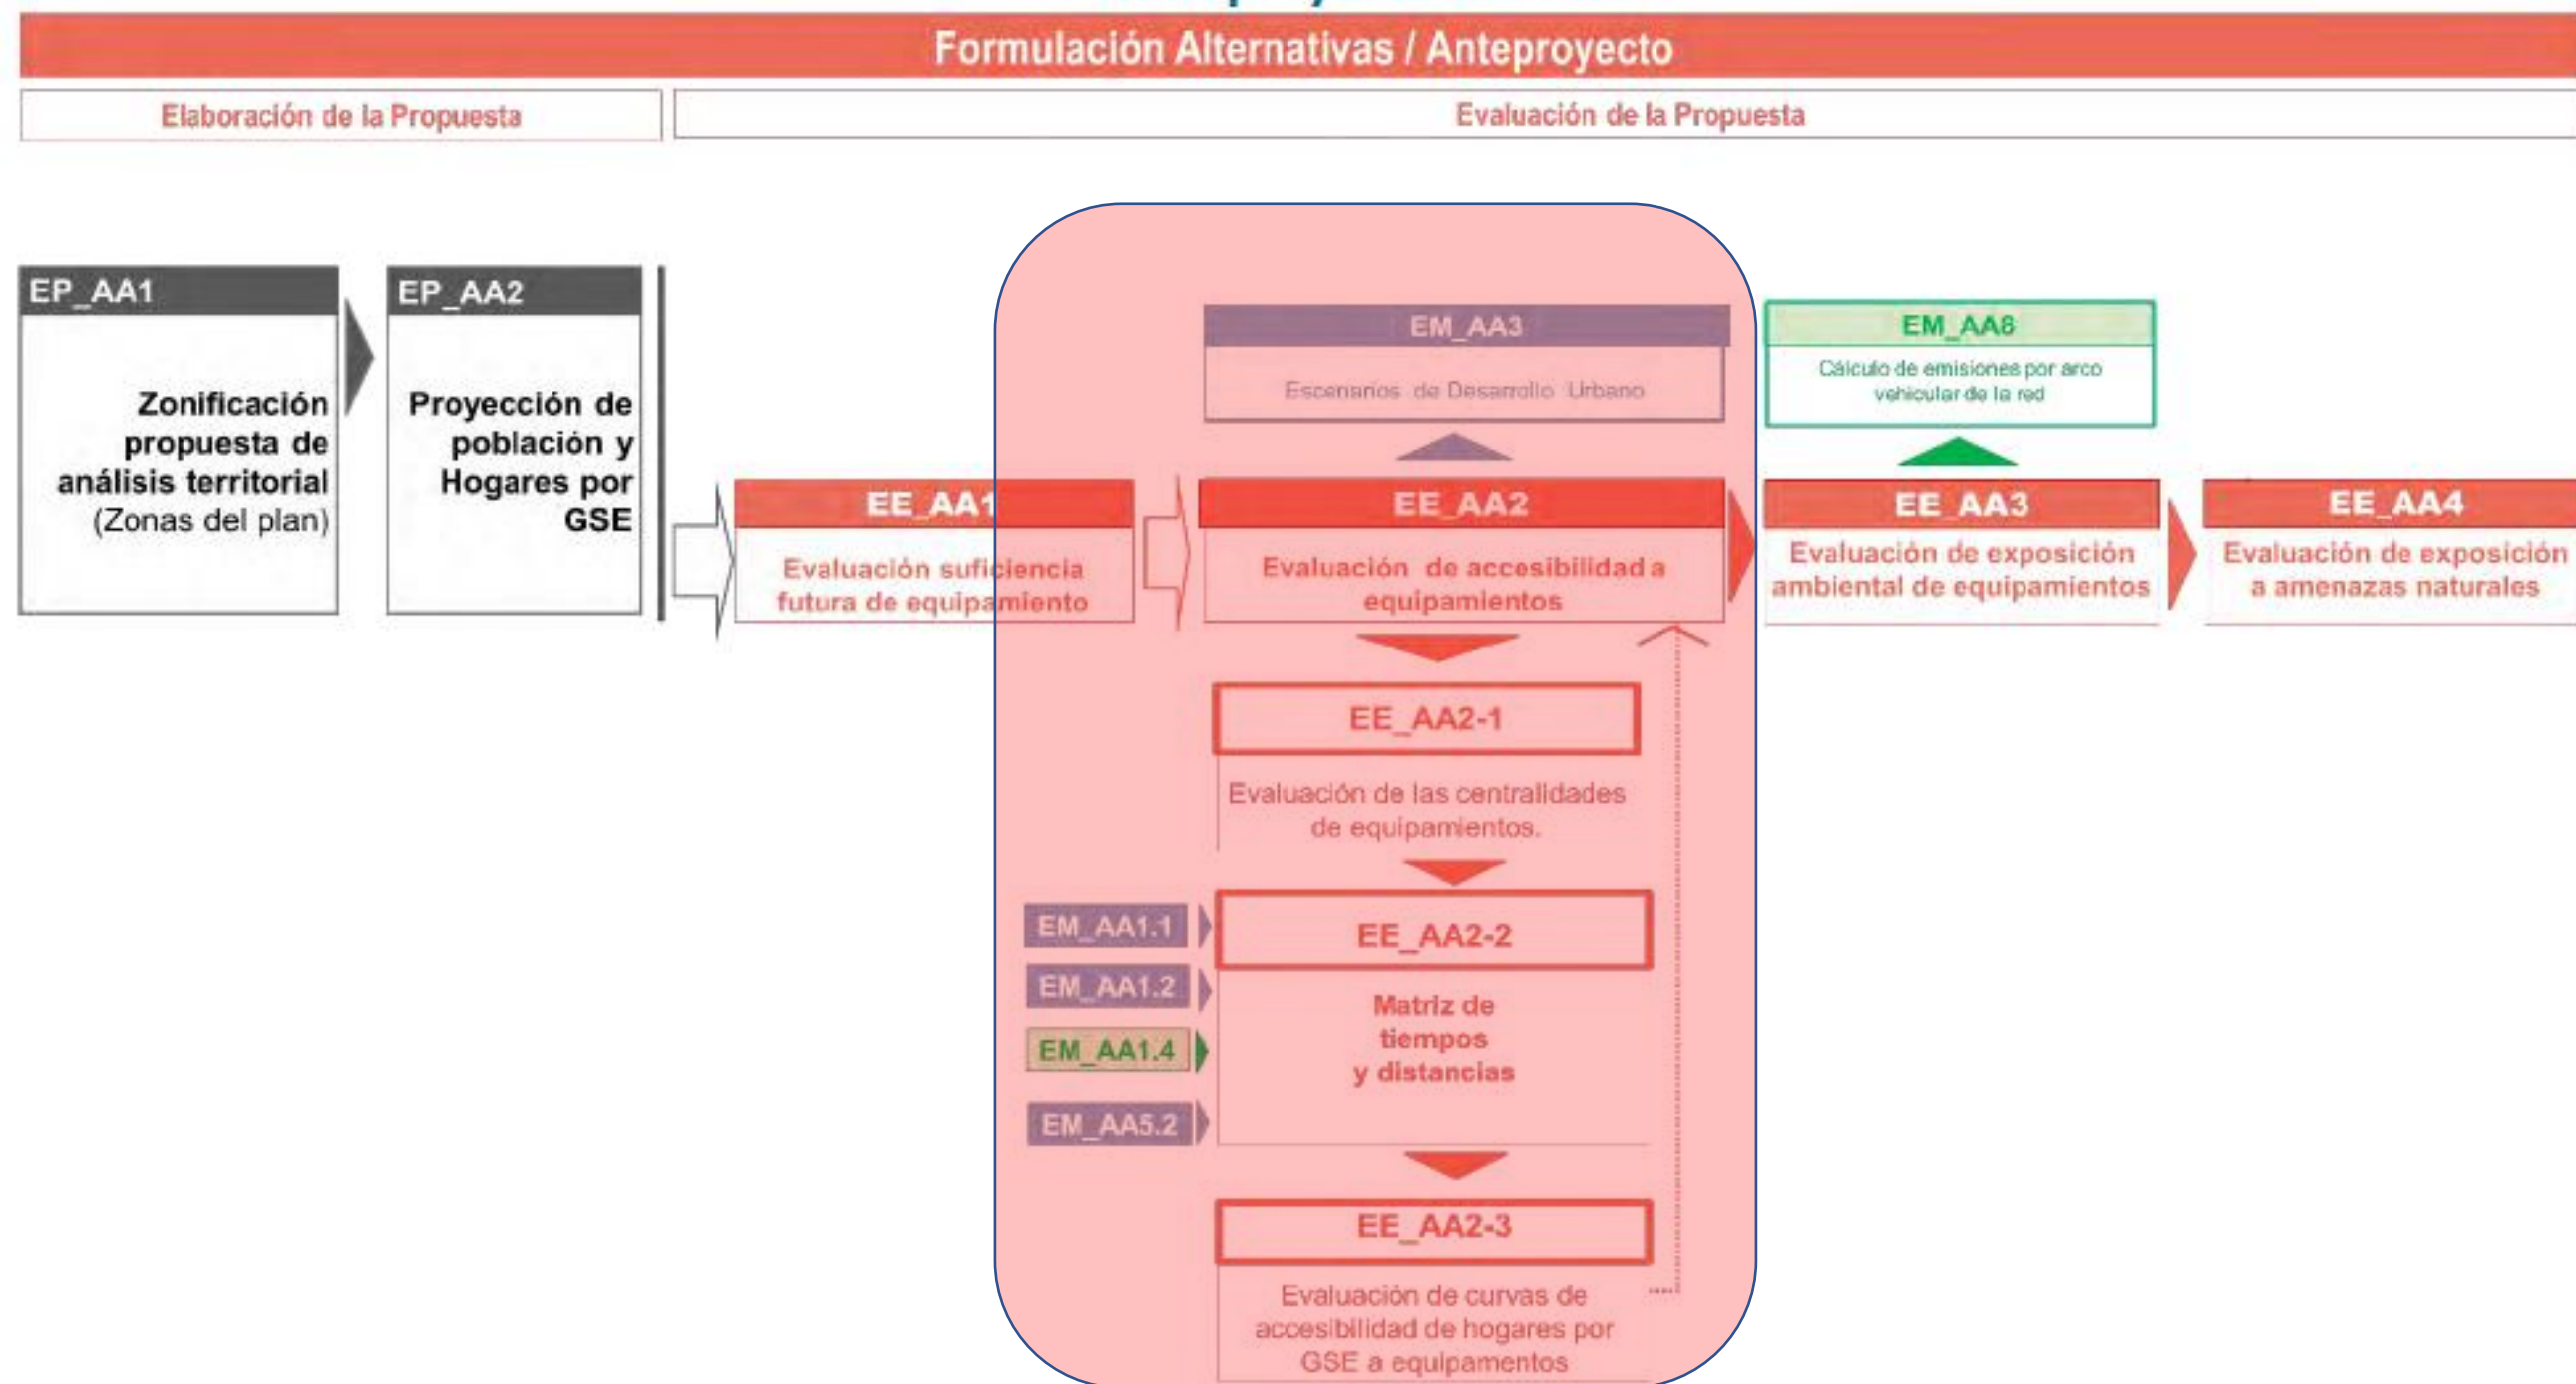 Formulación Alternativas / Anteproyecto
Elaboración de la Propuesta
Evaluación de la Propuesta
EP_AA1
Zonificación
propuesta de
análisis territorial
(Zonas del plan)
EP_AA2
Proyección de
población y
Hogares por
GSE
EE_AA1
Evaluación suficiencia
futura de equipamiento
EM_AA3
Escenarios de Desarrollo Urbano
EE_AA2
Evaluación de accesibilidad a
equipamientos
EM_AA8
Cálculo de emisiones por arco
vehicular de la red
EE_AA3
Evaluación de exposición
ambiental de equipamientos
EE_AA4
Evaluación de exposición
a amenazas naturales
EE_AA2-1
Evaluación de las centralidades
de equipamientos.
EM_AA1.1
EM_AA1.2
EM_AA1.4
EM_AA5.2
EE_AA2-2
Matriz de
tiempos
y distancias
EE_AA2-3
Evaluación de curvas de
accesibilidad de hogares por
GSE a equipamentos